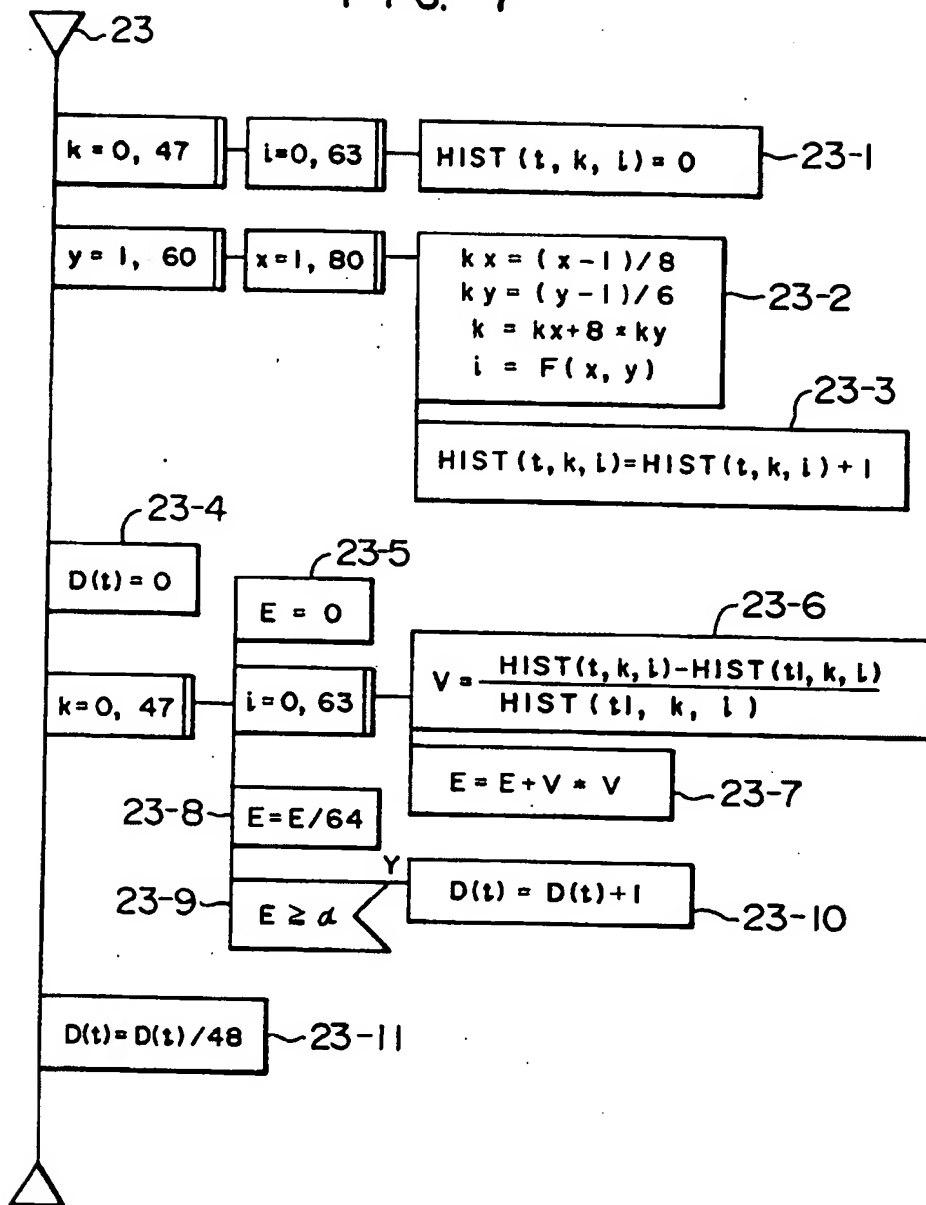 FIG. 7
23
k=0, 47
i=0, 63
HIST (t, k, i) = 0
23-1
y=1, 60
x=1, 80
kx = (x-1)/8
ky = (y-1)/6
k = kx+8 * ky
i = F(x, y)
23-2
23-3
HIST (t, k, i)=HIST (t, k, i) + 1
23-4
D(t) = 0
23-5
E = 0
23-6
k=0, 47
i=0, 63
V= HIST(t, k, i)-HIST(t1, k, i)
HIST (t1, k, i)
E = E+V * V
23-7
23-8
E=E/64
23-9
E ≥ d
Y
D(t) = D(t)+1
23-10
D(t)=D(t)/48
23-11